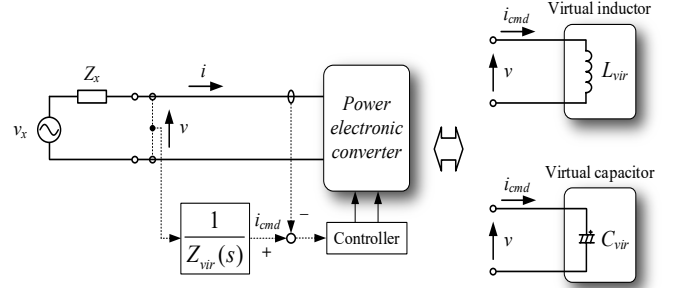 Z_x
i
v_x
v
Power
electronic
converter
1
Z_vir(s)
i_cmd
+
−
Controller
Virtual inductor
i_cmd
v
L_vir
Virtual capacitor
i_cmd
v
C_vir
+